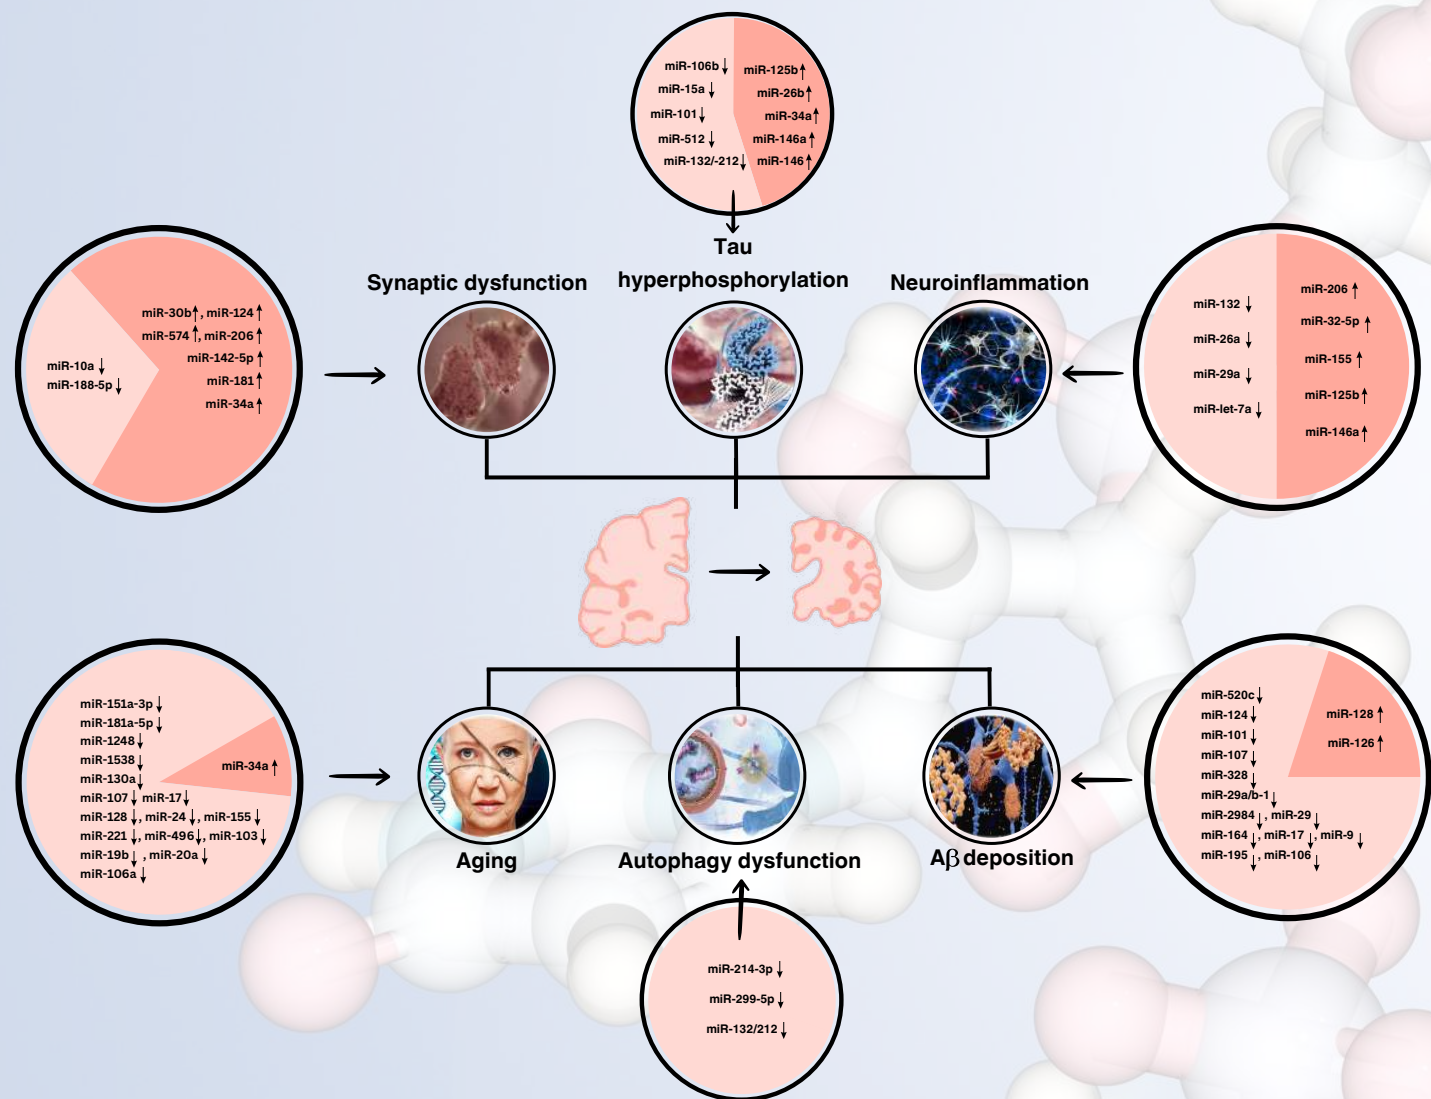 miR-106b↓
miR-15a↓
miR-101↓
miR-512↓
miR-132/-212↓
miR-125b↑
miR-26b↑
miR-34a↑
miR-146a↑
miR-146↑
Tau
hyperphosphorylation
Synaptic dysfunction
Neuroinflammation
miR-10a↓
miR-188-5p↓
miR-30b↑, miR-124↑
miR-574↑, miR-206↑
miR-142-5p↑
miR-181↑
miR-34a↑
miR-132↓
miR-26a↓
miR-29a↓
miR-let-7a↓
miR-206↑
miR-32-5p↑
miR-155↑
miR-125b↑
miR-146a↑
miR-151a-3p↓
miR-181a-5p↓
miR-1248↓
miR-1538↓
miR-130a↓
miR-107↓ miR-17↓
miR-128↓, miR-24↓, miR-155↓
miR-221↓, miR-496↓, miR-103↓
miR-19b↓, miR-20a↓
miR-106a↓
miR-34a↑
Aging
Autophagy dysfunction
Aβ deposition
miR-520c↓
miR-124↓
miR-101↓
miR-107↓
miR-328↓
miR-29a/b-1↓
miR-2984↓, miR-29↓
miR-164↓, miR-17↓, miR-9↓
miR-195↓, miR-106↓
miR-128↑
miR-126↑
miR-214-3p↓
miR-299-5p↓
miR-132/212↓